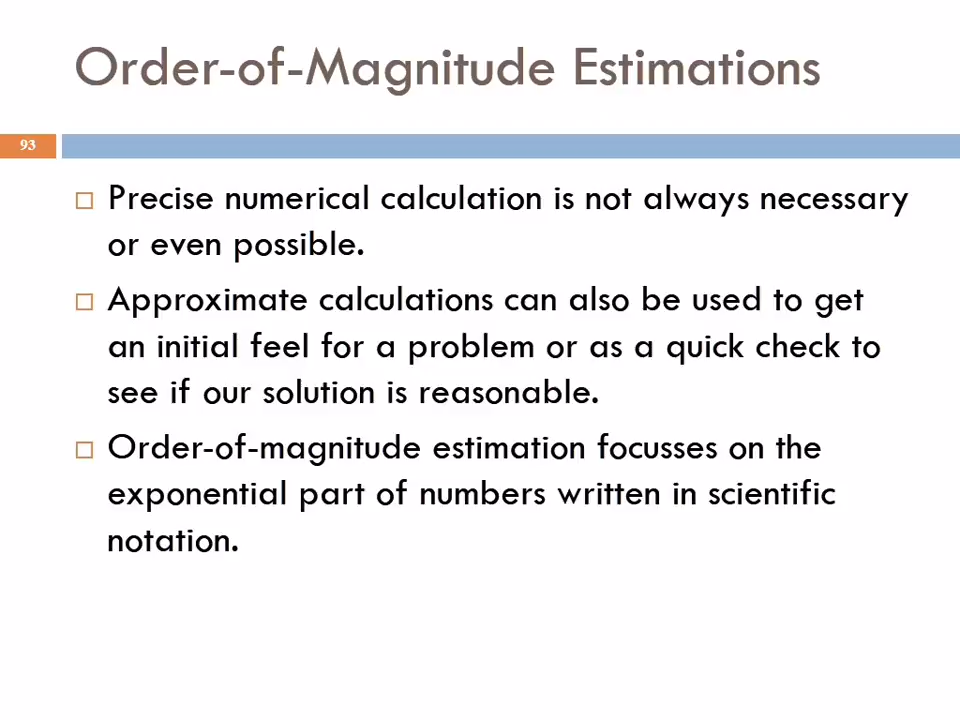 Order-of-Magnitude Estimations
93
Precise numerical calculation is not always necessary
or even possible.
Approximate calculations can also be used to get
an initial feel for a problem or as a quick check to
see if our solution is reasonable.
Order-of-magnitude estimation focusses on the
exponential part of numbers written in scientific
notation.